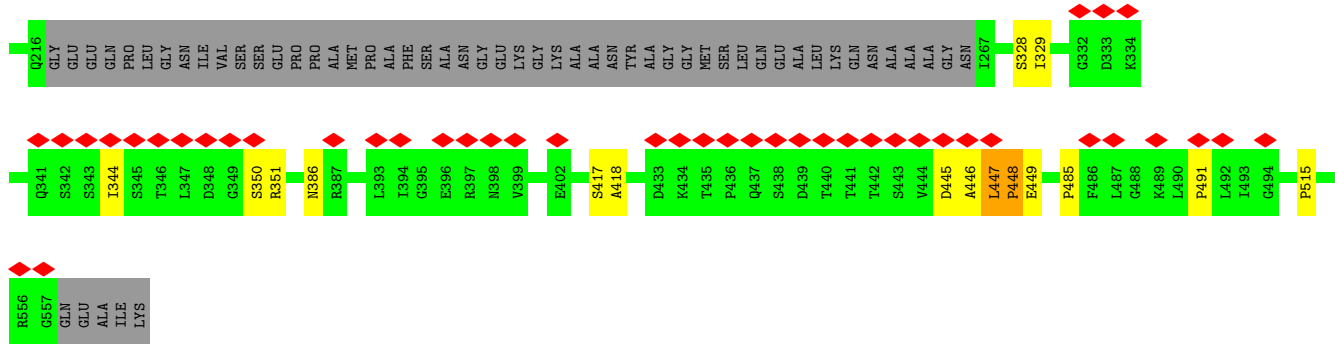 Q216 GLY GLU GLU GLN PRO LEU GLY ASN ILE VAL SER SER GLU PRO PRO ALA MET PRO ALA PHE SER ALA ASN GLY GLU LYS GLY LYS ALA ALA ASN TYR ALA GLY GLY MET SER LEU GLN GLU ALA LEU LYS GLN ASN ALA ALA ALA GLY ASN I267 S328 I329 G332 D333 K334
Q341 S342 S343 I344 S345 T346 L347 D348 G349 S350 R351 N386 R387 L393 I394 G395 E396 R397 N398 V399 E402 S417 A418 D433 K434 T435 P436 Q437 S438 D439 T440 T441 T442 S443 V444 D445 A446 L447 P448 E449 P485 F486 L487 G488 K489 L490 P491 L492 I493 G494 P515
R556 G557 GLN GLU ALA ILE LYS